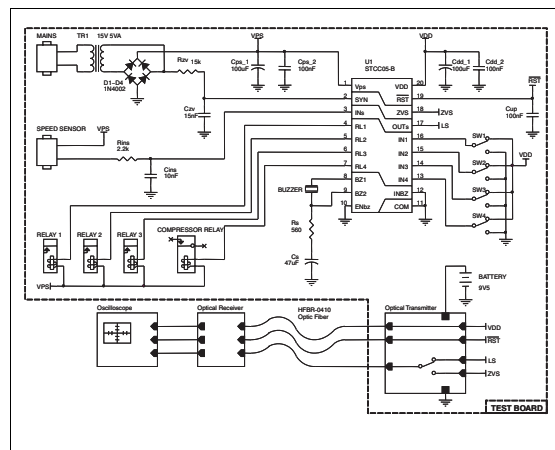 MAINS
TR1 15V 5VA
D1~D4
1N4002
Rzv 15k
Czv
15nF
VPS
Cps_1
100uF
Cps_2
100nF
U1
STCC05-B
VDD
Cdd_1
100uF
Cdd_2
100nF
RST
Cup
100nF
1 Vps VDD 20
2 SYN RST 19
3 INs ZVS 18 ZVS
4 RL1 OUTs 17 LS
5 RL2 IN1 16
6 RL3 IN2 15
7 RL4 IN3 14
8 BZ1 IN4 13
9 BZ2 INBZ 12
10 ENbz COM 11
SW1
SW2
VDD
SW3
SW4
SPEED SENSOR
VPS
Rins
2.2k
Cins
10nF
BUZZER
Ra
560
Ca
47uF
RELAY 1
RELAY 2
RELAY 3
COMPRESSOR RELAY
VPS
BATTERY
9V5
Oscilloscope
Optical Receiver
HFBR-0410
Optic Fiber
Optical Transmitter
VDD
RST
LS
ZVS
TEST BOARD